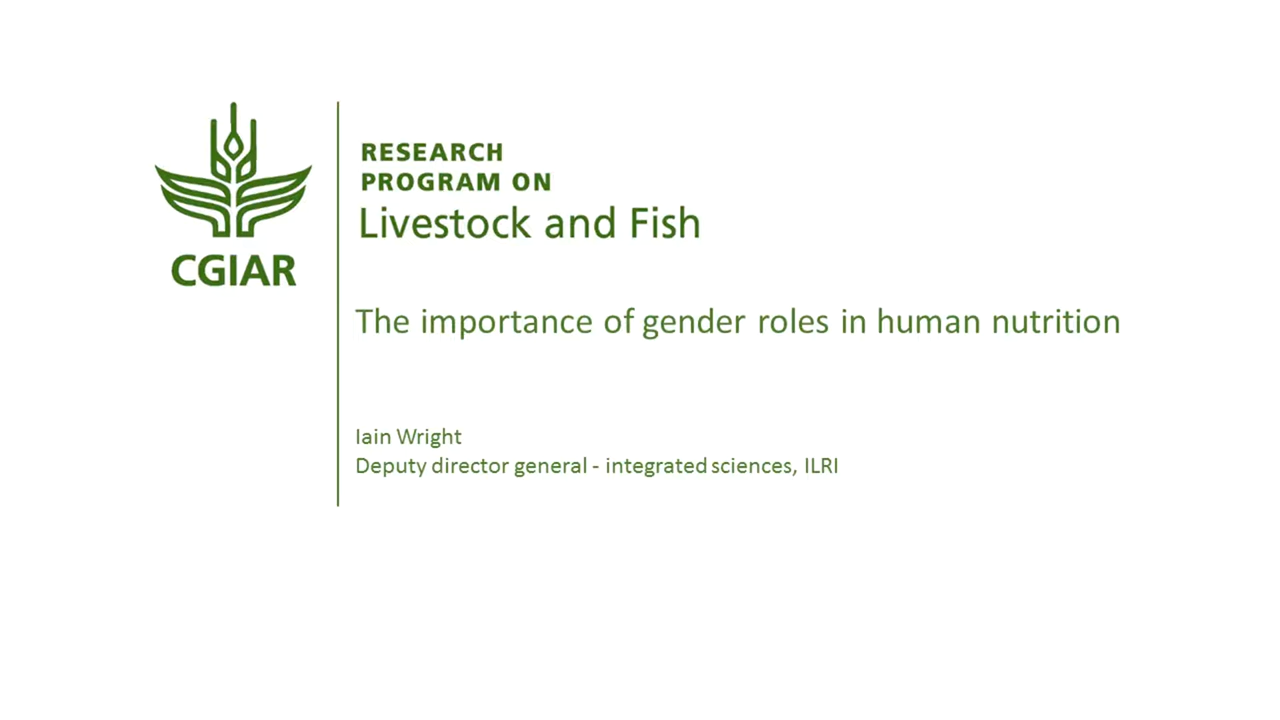 RESEARCH
PROGRAM ON
Livestock and Fish
CGIAR
The importance of gender roles in human nutrition
Iain Wright
Deputy director general - integrated sciences, ILRI